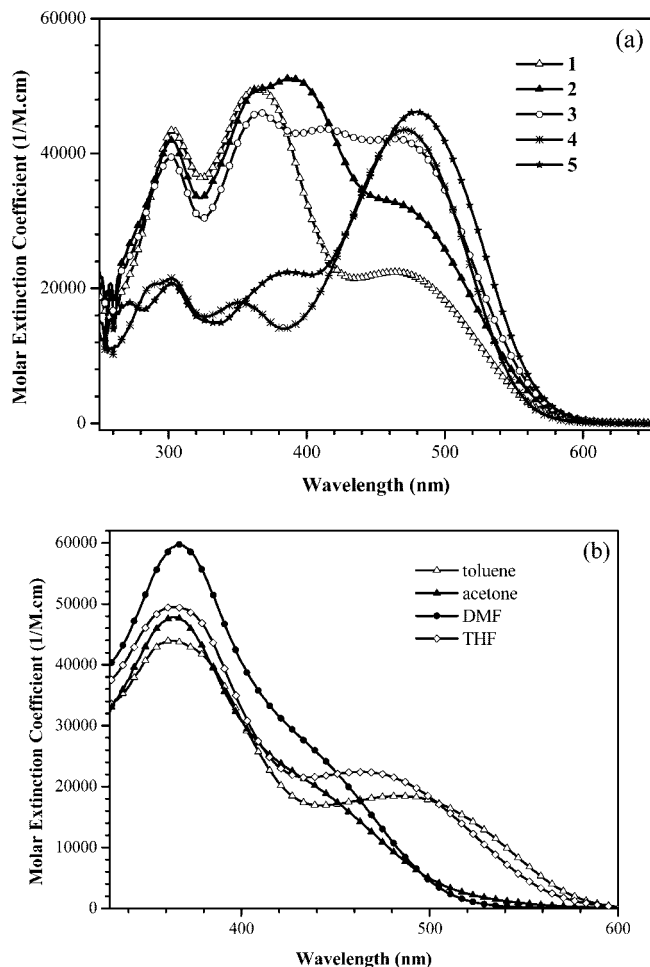 (a)
60000
40000
20000
0
Molar Extinction Coefficient (1/M.cm)
1
2
3
4
5
300
400
500
600
Wavelength (nm)
(b)
60000
50000
40000
30000
20000
10000
0
Molar Extinction Coefficient (1/M.cm)
toluene
acetone
DMF
THF
400
500
600
Wavelength (nm)